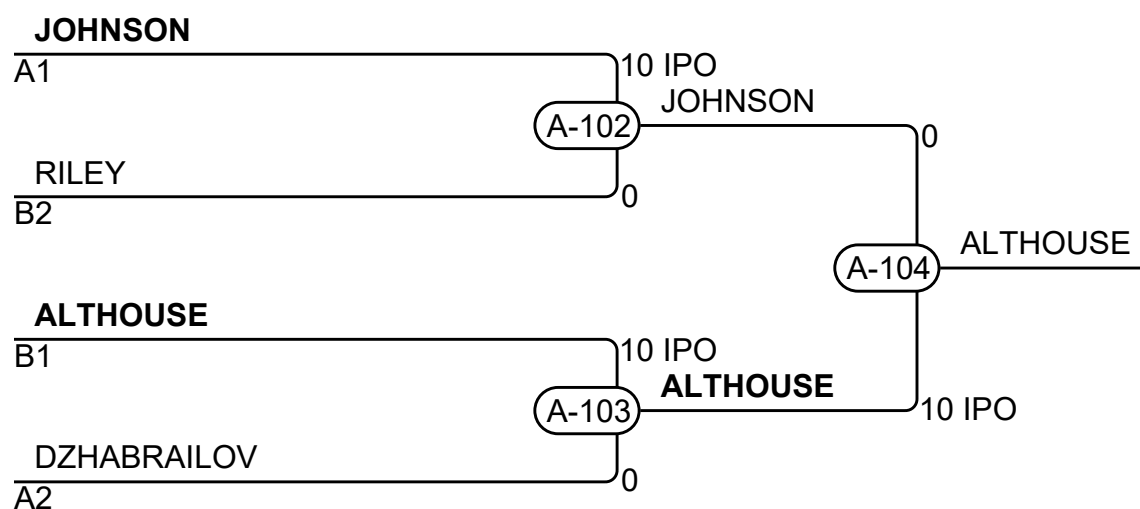 JOHNSON
A1
10 IPO
JOHNSON
A-102
0
RILEY
B2
0
ALTHOUSE
A-104
ALTHOUSE
B1
10 IPO
ALTHOUSE
A-103
10 IPO
DZHABRAILOV
A2
0